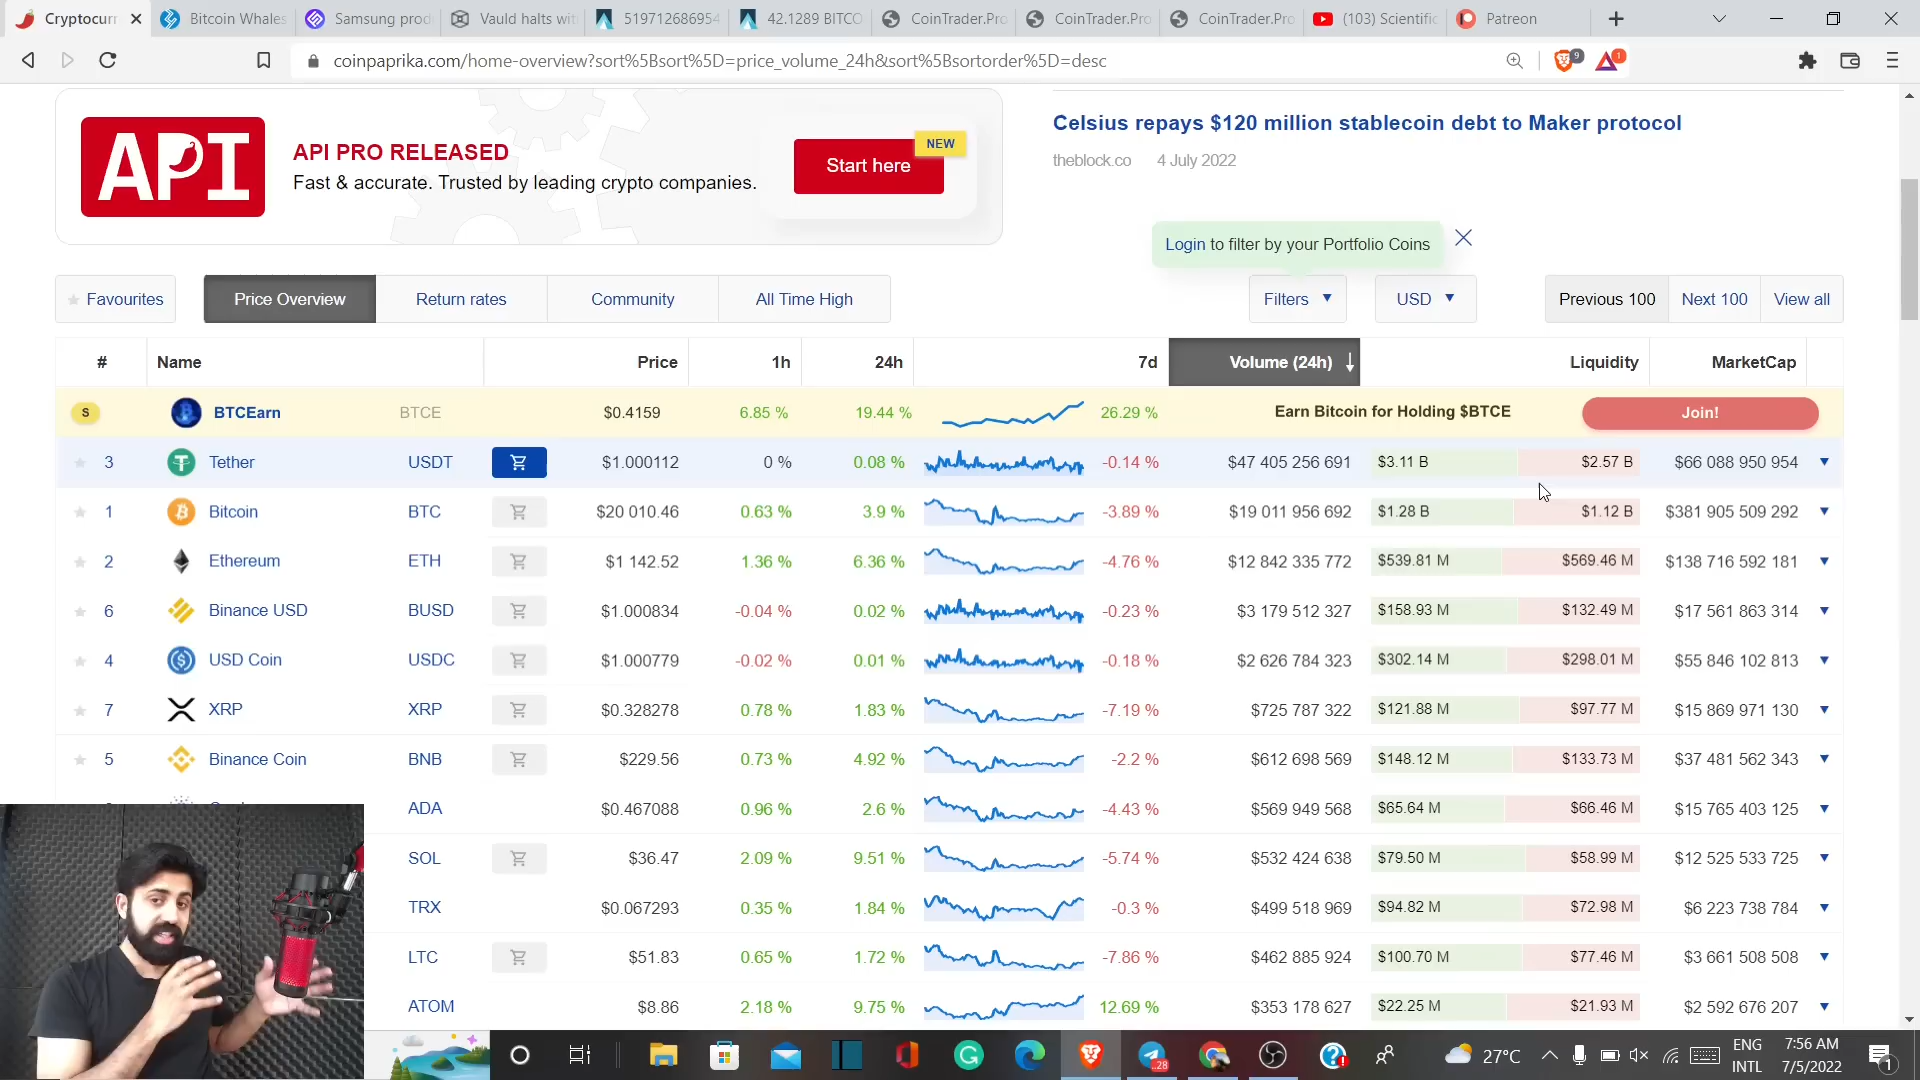 Cryptocurr
Bitcoin Whales
Samsung prod
Vauld halts wit
519712686954
42.1289 BITCO
CoinTrader.Pro
CoinTrader.Pro
CoinTrader.Pro
(103) Scientific
Patreon
coinpaprika.com/home-overview?sort%5Bsort%5D=price_volume_24h&sort%5Bsortorder%5D=desc
9
1
API
API PRO RELEASED
Fast & accurate. Trusted by leading crypto companies.
Start here
NEW
Celsius repays $120 million stablecoin debt to Maker protocol
theblock.co 4 July 2022
Login to filter by your Portfolio Coins
Favourites
Price Overview
Return rates
Community
All Time High
Filters
USD
Previous 100
Next 100
View all
# Name Price 1h 24h 7d Volume (24h) Liquidity MarketCap
S BTCEarn BTCE $0.4159 6.85 % 19.44 % 26.29 % Earn Bitcoin for Holding $BTCE Join!
3 Tether USDT $1.000112 0 % 0.08 % -0.14 % $47 405 256 691 $3.11 B $2.57 B $66 088 950 954
1 Bitcoin BTC $20 010.46 0.63 % 3.9 % -3.89 % $19 011 956 692 $1.28 B $1.12 B $381 905 509 292
2 Ethereum ETH $1 142.52 1.36 % 6.36 % -4.76 % $12 842 335 772 $539.81 M $569.46 M $138 716 592 181
6 Binance USD BUSD $1.000834 -0.04 % 0.02 % -0.23 % $3 179 512 327 $158.93 M $132.49 M $17 561 863 314
4 USD Coin USDC $1.000779 -0.02 % 0.01 % -0.18 % $2 626 784 323 $302.14 M $298.01 M $55 846 102 813
7 XRP XRP $0.328278 0.78 % 1.83 % -7.19 % $725 787 322 $121.88 M $97.77 M $15 869 971 130
5 Binance Coin BNB $229.56 0.73 % 4.92 % -2.2 % $612 698 569 $148.12 M $133.73 M $37 481 562 343
ADA $0.467088 0.96 % 2.6 % -4.43 % $569 949 568 $65.64 M $66.46 M $15 765 403 125
SOL $36.47 2.09 % 9.51 % -5.74 % $532 424 638 $79.50 M $58.99 M $12 525 533 725
TRX $0.067293 0.35 % 1.84 % -0.3 % $499 518 969 $94.82 M $72.98 M $6 223 738 784
LTC $51.83 0.65 % 1.72 % -7.86 % $462 885 924 $100.70 M $77.46 M $3 661 508 508
ATOM $8.86 2.18 % 9.75 % 12.69 % $353 178 627 $22.25 M $21.93 M $2 592 676 207
28
27°C
ENG
INTL
7:56 AM
7/5/2022
1